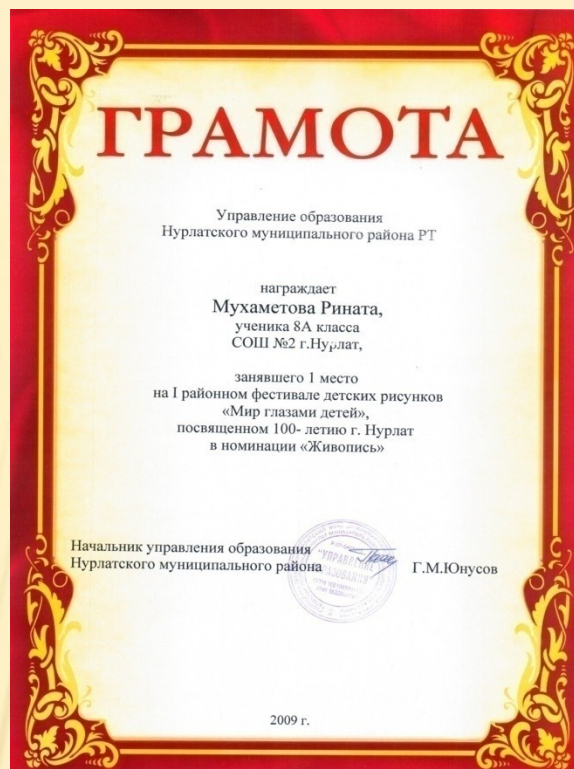 ГРАМОТА
Управление образования
Нурлатского муниципального района РТ
награждает
Мухаметова Рината,
ученика 8А класса
СОШ №2 г.Нурлат,
занявшего 1 место
на I районном фестивале детских рисунков
«Мир глазами детей»,
посвященном 100- летию г. Нурлат
в номинации «Живопись»
Начальник управления образования
Нурлатского муниципального района Г.М.Юнусов
"УПРАВЛЕНИЕ
ОБРАЗОВАНИЯ"
2009 г.